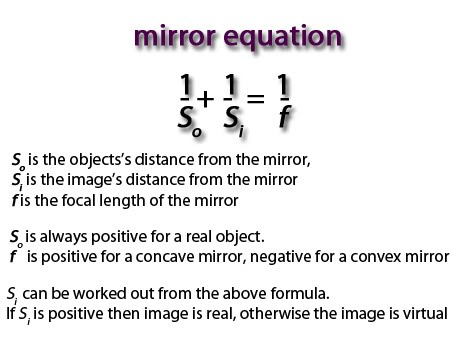 mirror equation
1/So + 1/Si = 1/f
So is the objects's distance from the mirror,
Si is the image's distance from the mirror
f is the focal length of the mirror
So is always positive for a real object.
f is positive for a concave mirror, negative for a convex mirror
Si can be worked out from the above formula.
If Si is positive then image is real, otherwise the image is virtual